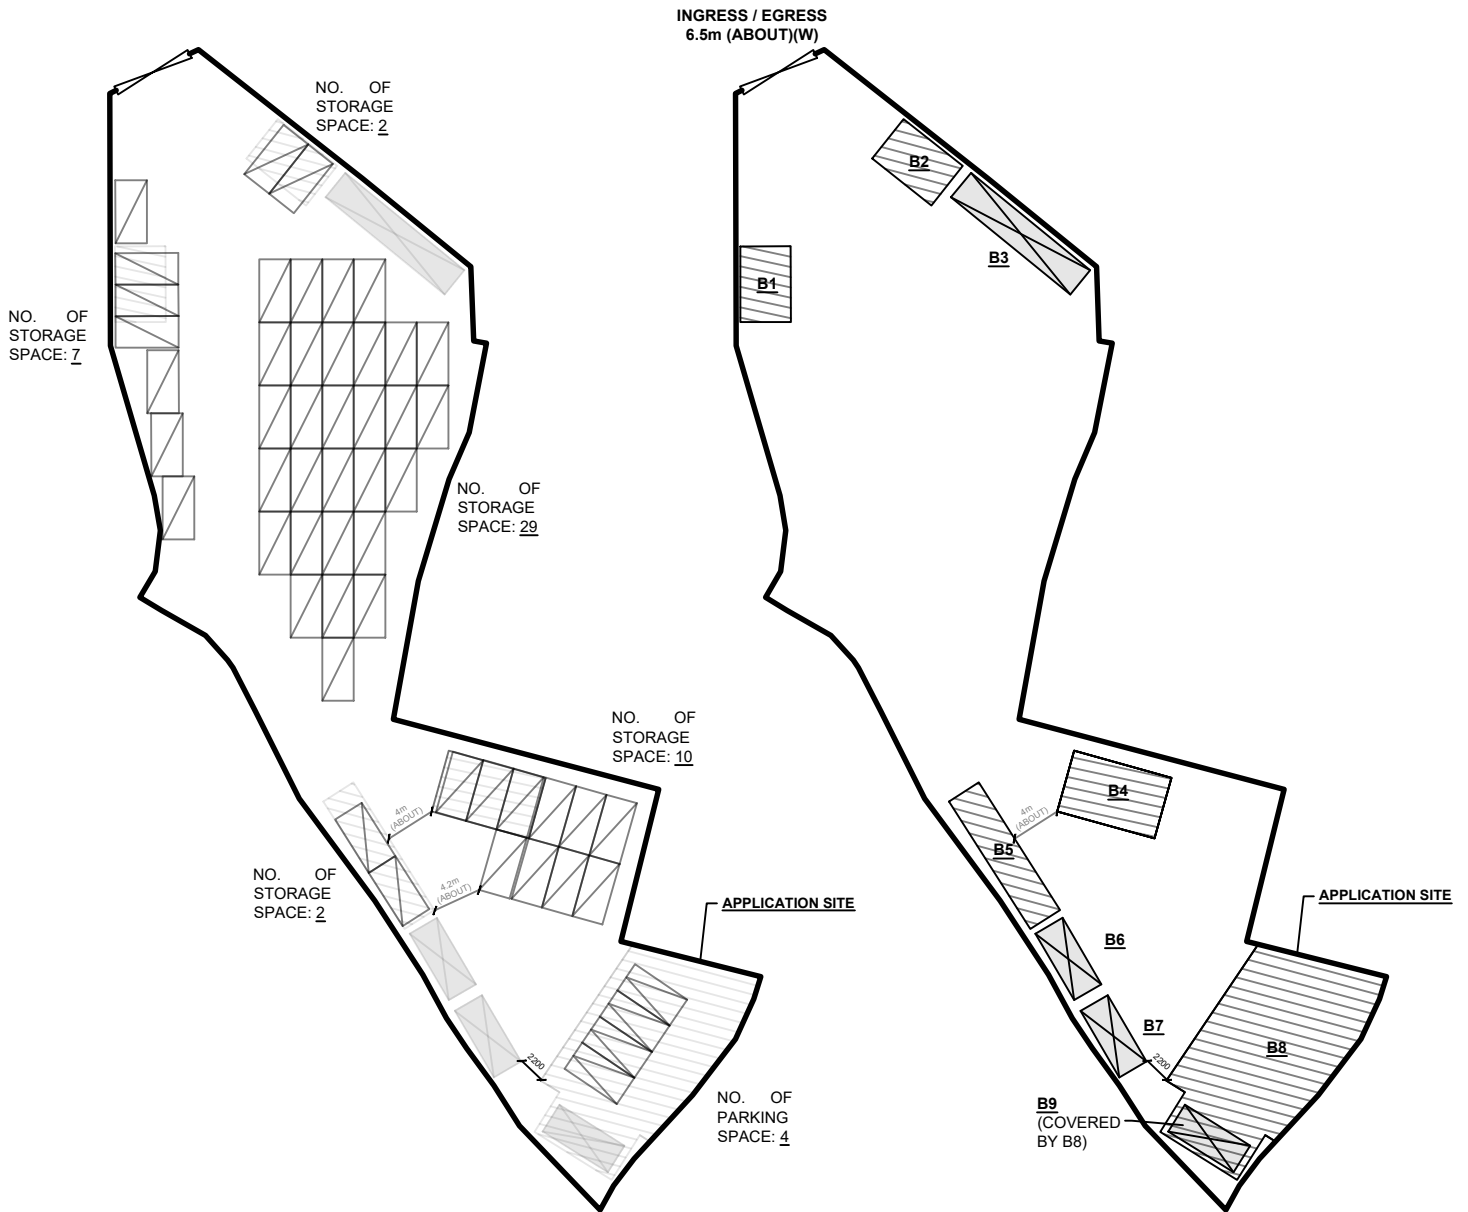 INGRESS / EGRESS
6.5m (ABOUT)(W)
NO. OF
STORAGE
SPACE: 2
NO. OF
STORAGE
SPACE: 7
NO. OF
STORAGE
SPACE: 29
NO. OF
STORAGE
SPACE: 10
4m
(ABOUT)
4.2m
(ABOUT)
NO. OF
STORAGE
SPACE: 2
APPLICATION SITE
2200
NO. OF
PARKING
SPACE: 4
B2
B3
B1
B4
4m
(ABOUT)
B5
APPLICATION SITE
B6
B7
B8
2200
B9
(COVERED
BY B8)